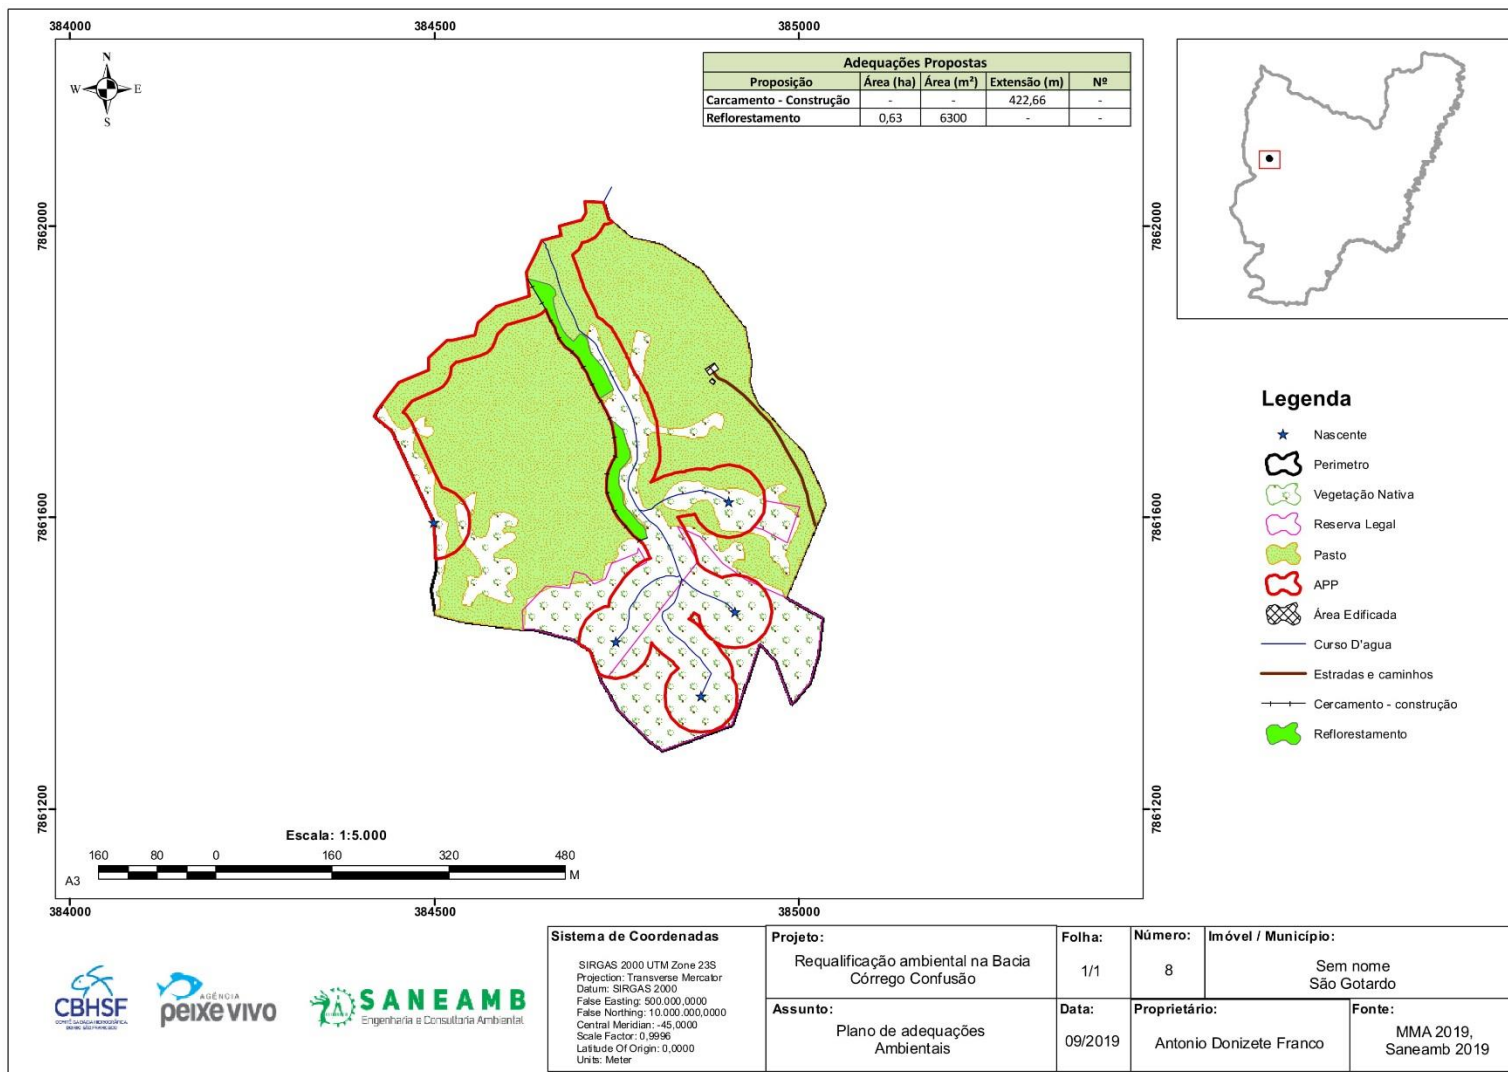 384000
384500
385000
N
W
E
S
Adequações Propostas
Proposição Área (ha) Área (m²) Extensão (m) Nº
Carcamento - Construção - - 422,66 -
Reflorestamento 0,63 6300 - -
7862000
7862000
7861600
7861600
7861200
7861200
Legenda
Nascente
Perimetro
Vegetação Nativa
Reserva Legal
Pasto
APP
Área Edificada
Curso D'agua
Estradas e caminhos
Cercamento - construção
Reflorestamento
Escala: 1:5.000
160 80 0 160 320 480
M
A3
384000
384500
385000
CBHSF
AGÊNCIA
peixe vivo
SANEAMB
Engenharia e Consultoria Ambiental
Sistema de Coordenadas
SIRGAS 2000 UTM Zone 23S
Projection: Transverse Mercator
Datum: SIRGAS 2000
False Easting: 500.000,0000
False Northing: 10.000.000,0000
Central Meridian: -45,0000
Scale Factor: 0,9996
Latitude Of Origin: 0,0000
Units: Meter
Projeto:
Requalificação ambiental na Bacia
Córrego Confusão
Assunto:
Plano de adequações
Ambientais
Folha:
1/1
Número:
8
Imóvel / Município:
Sem nome
São Gotardo
Data:
09/2019
Proprietário:
Antonio Donizete Franco
Fonte:
MMA 2019,
Saneamb 2019